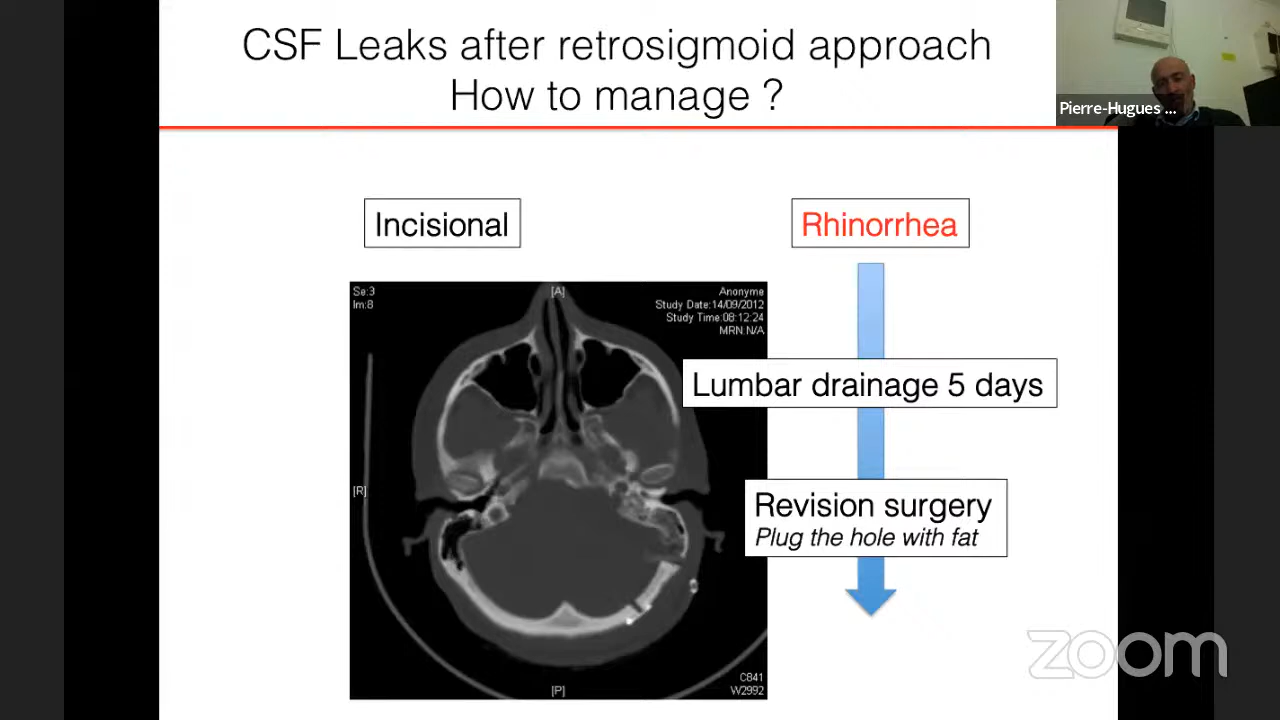 CSF Leaks after retrosigmoid approach
How to manage ?
Pierre-Hugues ...
Incisional
Rhinorrhea
Se:3
Im:8
[A]
Anonyme
Study Date:14/09/2012
Study Time:08:12:24
MRN:N/A
Lumbar drainage 5 days
[R]
Revision surgery
Plug the hole with fat
C841
W2992
[P]
zoom